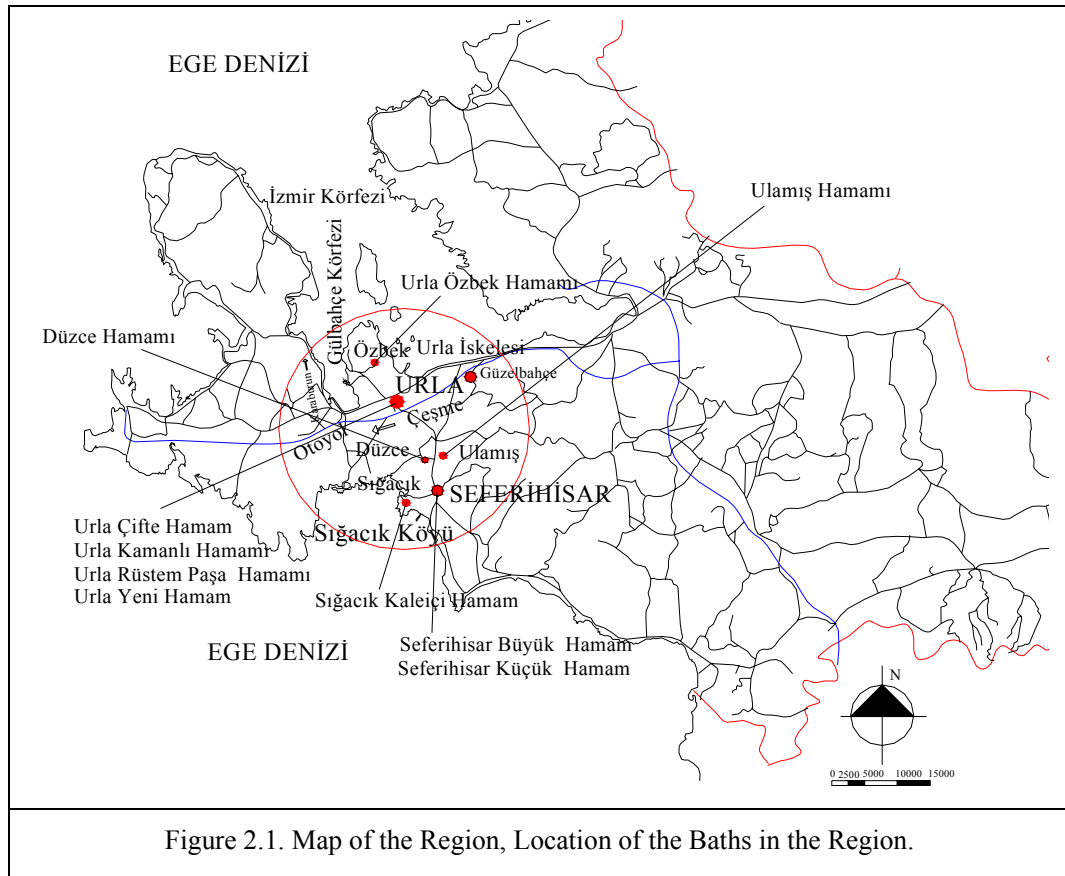 EGE DENİZİ
Ulamış Hamamı
İzmir Körfezi
Gülbahçe Körfezi
Urla Özbek Hamamı
Düzce Hamamı
Özbek
Urla İskelesi
Güzelbahçe
Karaburun
URLA
Çeşme
Otoyol
Düzce
Ulamış
Sığacık
SEFERIHİSAR
Sığacık Köyü
Urla Çifte Hamam
Urla Kamanlı Hamamı
Urla Rüstem Paşa Hamamı
Urla Yeni Hamam
Sığacık Kaleiçi Hamam
EGE DENİZİ
Seferihisar Büyük Hamam
Seferihisar Küçük Hamam
N
0 2500 5000 10000 15000
Figure 2.1. Map of the Region, Location of the Baths in the Region.